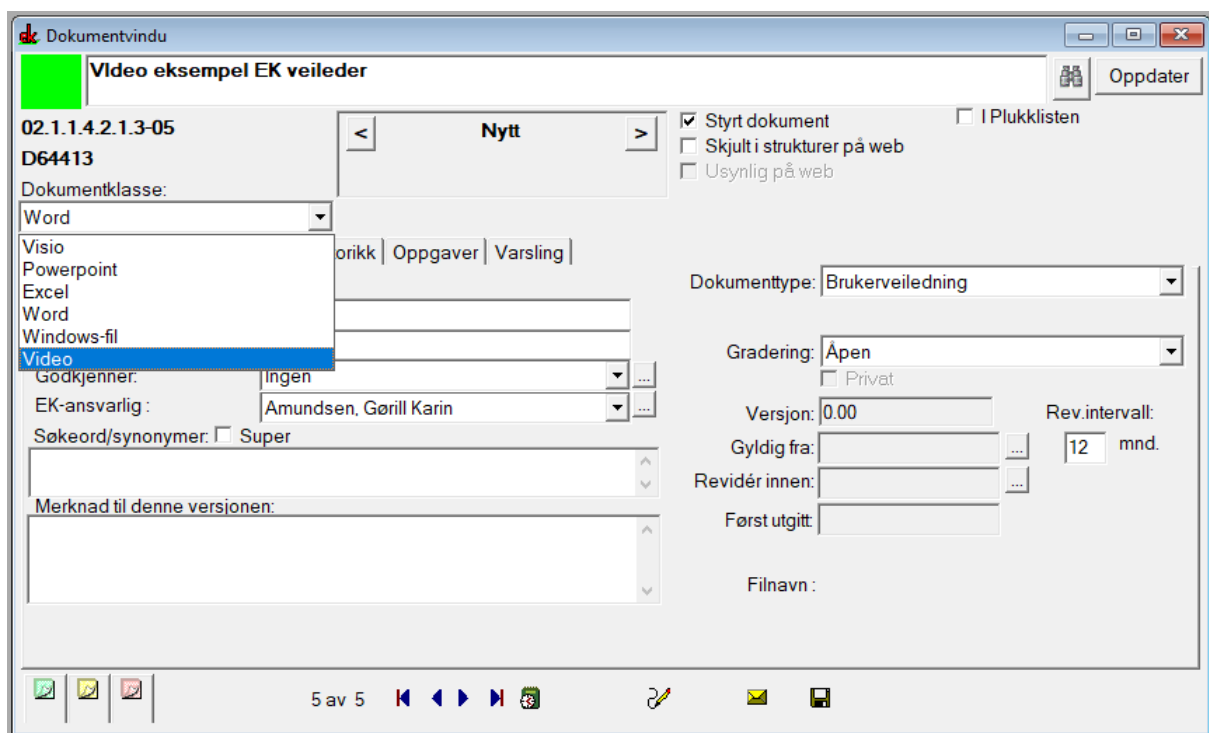 Dokumentvindu
VIdeo eksempel EK veileder
Oppdater
02.1.1.4.2.1.3-05
D64413
< Nytt >
Styrt dokument
Skjult i strukturer på web
Usynlig på web
I Plukklisten
Dokumentklasse:
Word
Visio
Powerpoint
Excel
Word
Windows-fil
Video
orikk Oppgaver Varsling
Godkjenner: Ingen ...
EK-ansvarlig : Amundsen, Gørill Karin ...
Søkeord/synonymer: Super
Merknad til denne versjonen:
Dokumenttype: Brukerveiledning
Gradering: Åpen
Privat
Versjon: 0.00
Rev.intervall:
Gyldig fra: ...
12 mnd.
Revidér innen: ...
Først utgitt:
Filnavn :
5 av 5